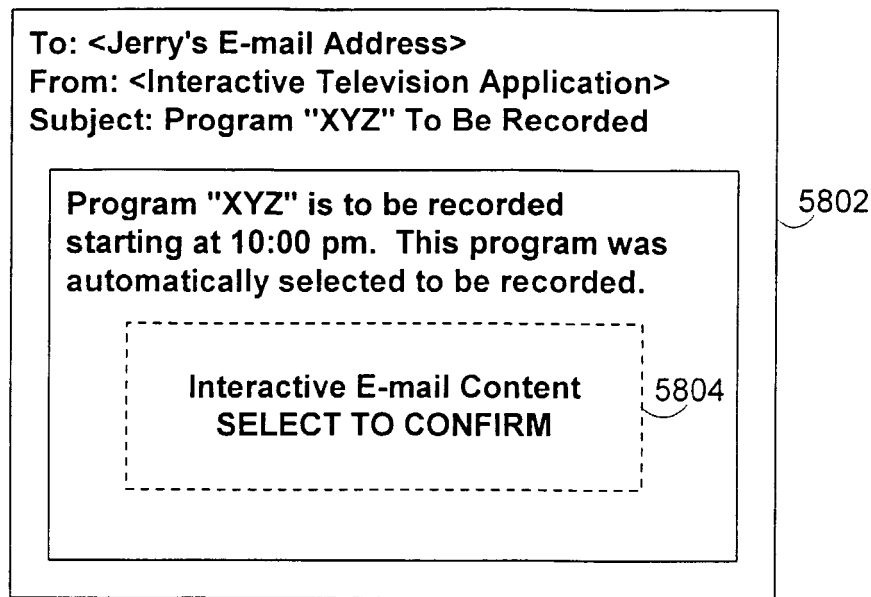 To: <Jerry's E-mail Address>
From: <Interactive Television Application>
Subject: Program "XYZ" To Be Recorded
Program "XYZ" is to be recorded
starting at 10:00 pm.  This program was
automatically selected to be recorded.
Interactive E-mail Content
SELECT TO CONFIRM
5802
5804